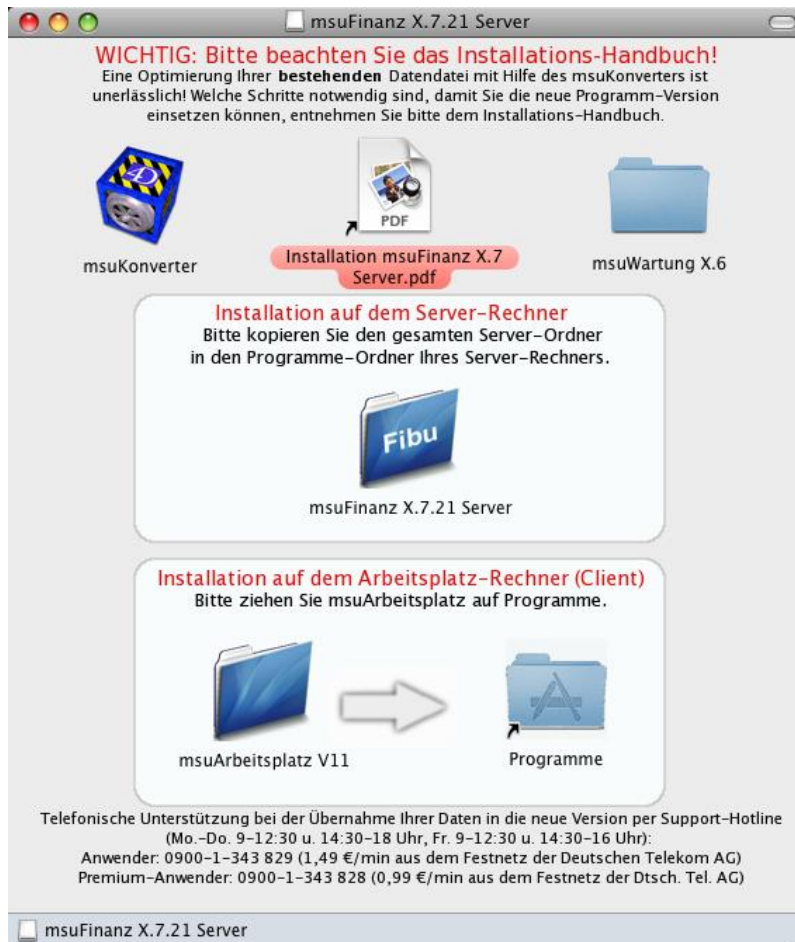 msuFinanz X.7.21 Server
WICHTIG: Bitte beachten Sie das Installations-Handbuch!
Eine Optimierung Ihrer bestehenden Datendatei mit Hilfe des msuKonverters ist
unerlässlich! Welche Schritte notwendig sind, damit Sie die neue Programm-Version
einsetzen können, entnehmen Sie bitte dem Installations-Handbuch.
4D
PDF
msuKonverter
Installation msuFinanz X.7
Server.pdf
msuWartung X.6
Installation auf dem Server-Rechner
Bitte kopieren Sie den gesamten Server-Ordner
in den Programme-Ordner Ihres Server-Rechners.
Fibu
msuFinanz X.7.21 Server
Installation auf dem Arbeitsplatz-Rechner (Client)
Bitte ziehen Sie msuArbeitsplatz auf Programme.
msuArbeitsplatz V11
Programme
Telefonische Unterstützung bei der Übernahme Ihrer Daten in die neue Version per Support-Hotline
(Mo.-Do. 9-12:30 u. 14:30-18 Uhr, Fr. 9-12:30 u. 14:30-16 Uhr):
Anwender: 0900-1-343 829 (1,49 €/min aus dem Festnetz der Deutschen Telekom AG)
Premium-Anwender: 0900-1-343 828 (0,99 €/min aus dem Festnetz der Dtsch. Tel. AG)
msuFinanz X.7.21 Server